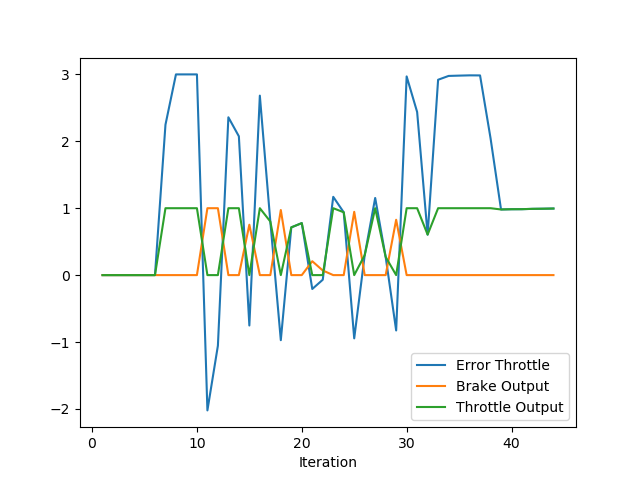 3
2
1
0
−1
−2
0 10 20 30 40
Iteration
Error Throttle
Brake Output
Throttle Output